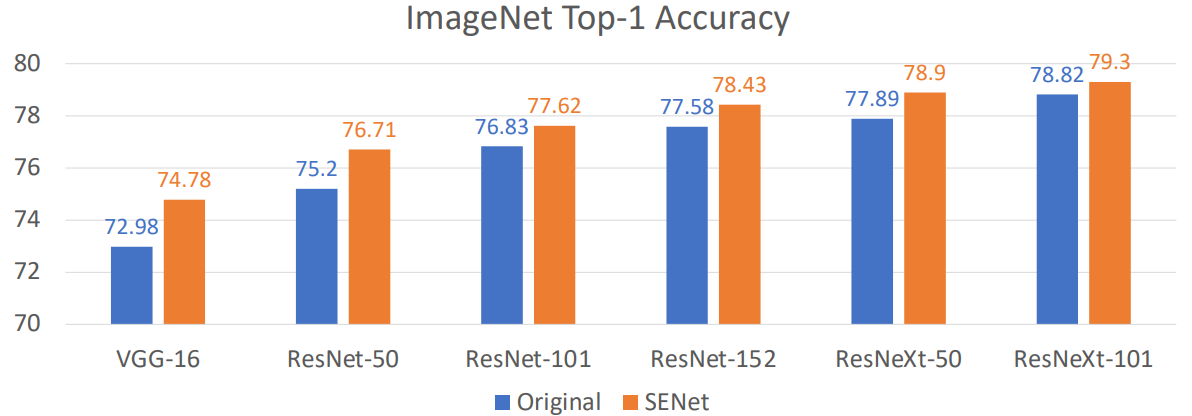 ImageNet Top-1 Accuracy
80
78
76
74
72
70
72.98
74.78
75.2
76.71
76.83
77.62
77.58
78.43
77.89
78.9
78.82
79.3
VGG-16
ResNet-50
ResNet-101
ResNet-152
ResNeXt-50
ResNeXt-101
Original
SENet